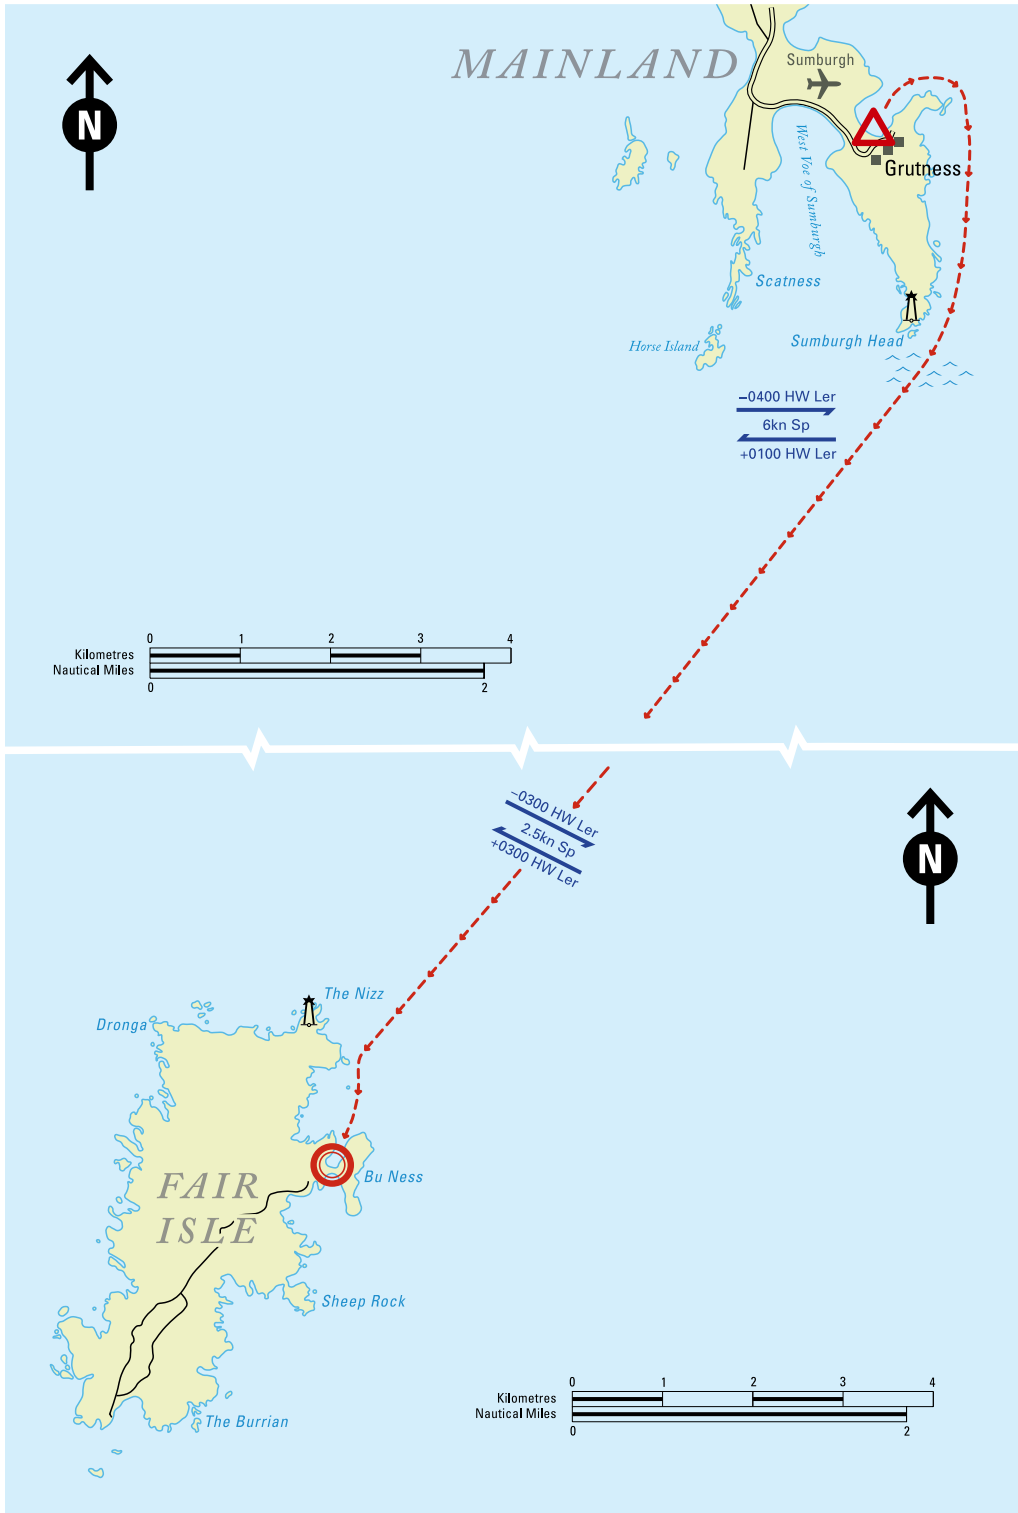 MAINLAND
Sumburgh
N
West Voe of Sumburgh
Grutness
Scatness
Horse Island
Sumburgh Head
–0400 HW Ler
6kn Sp
+0100 HW Ler
0 1 2 3 4
Kilometres
Nautical Miles
0 2
–0300 HW Ler
2.5kn Sp
+0300 HW Ler
N
The Nizz
Dronga
Bu Ness
FAIR
ISLE
Sheep Rock
0 1 2 3 4
Kilometres
Nautical Miles
0 2
The Burrian